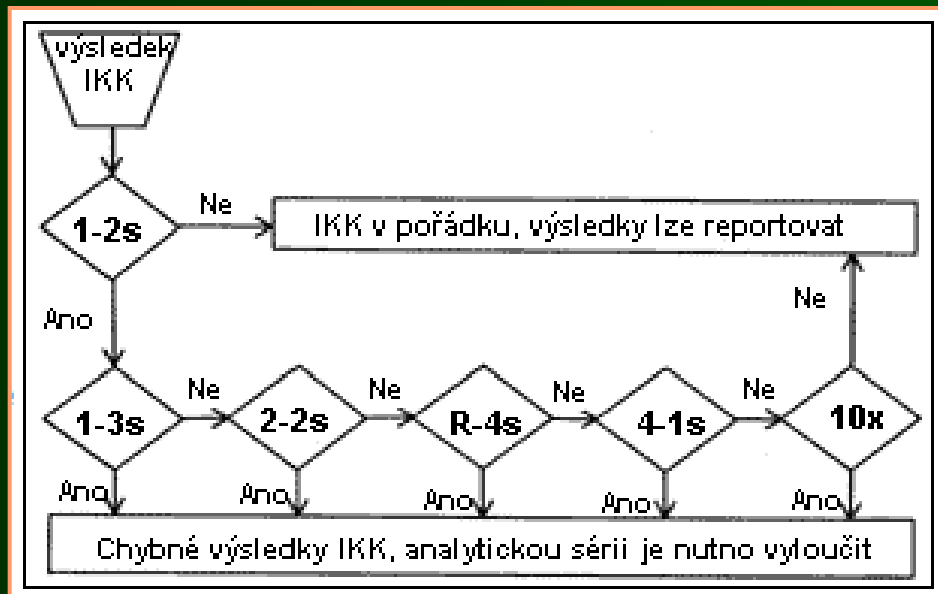 výsledek
IKK
1-2s
Ne
IKK v pořádku, výsledky lze reportovat
Ano
Ne
1-3s
Ne
2-2s
Ne
R-4s
Ne
4-1s
Ne
10x
Ano
Ano
Ano
Ano
Ano
Chybné výsledky IKK, analytickou sérii je nutno vyloučit